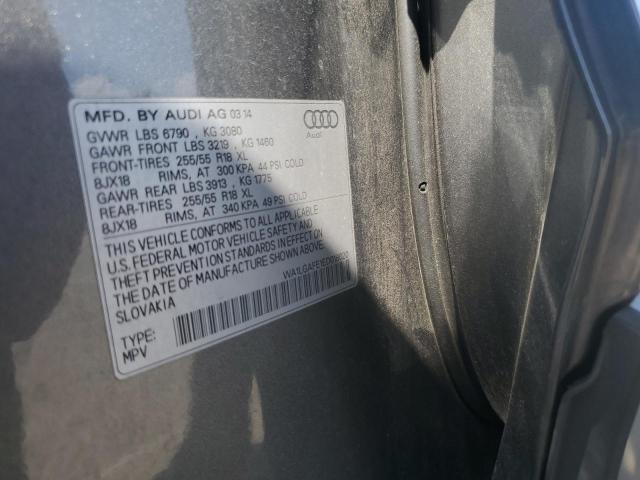 MFD. BY AUDI AG 03 14
GVWR LBS 6790 , KG 3080
GAWR FRONT LBS 3219 , KG 1460
FRONT-TIRES 255/55 R18 XL
8JX18 RIMS, AT 300 KPA 44 PSI COLD
GAWR REAR LBS 3913 , KG 1775
REAR-TIRES 255/55 R18 XL
8JX18 RIMS, AT 340 KPA 49 PSI COLD
THIS VEHICLE CONFORMS TO ALL APPLICABLE
U.S. FEDERAL MOTOR VEHICLE SAFETY AND
THEFT PREVENTION STANDARDS IN EFFECT ON
THE DATE OF MANUFACTURE SHOWN ABOVE.
SLOVAKIA
TYPE:
MPV
Audi